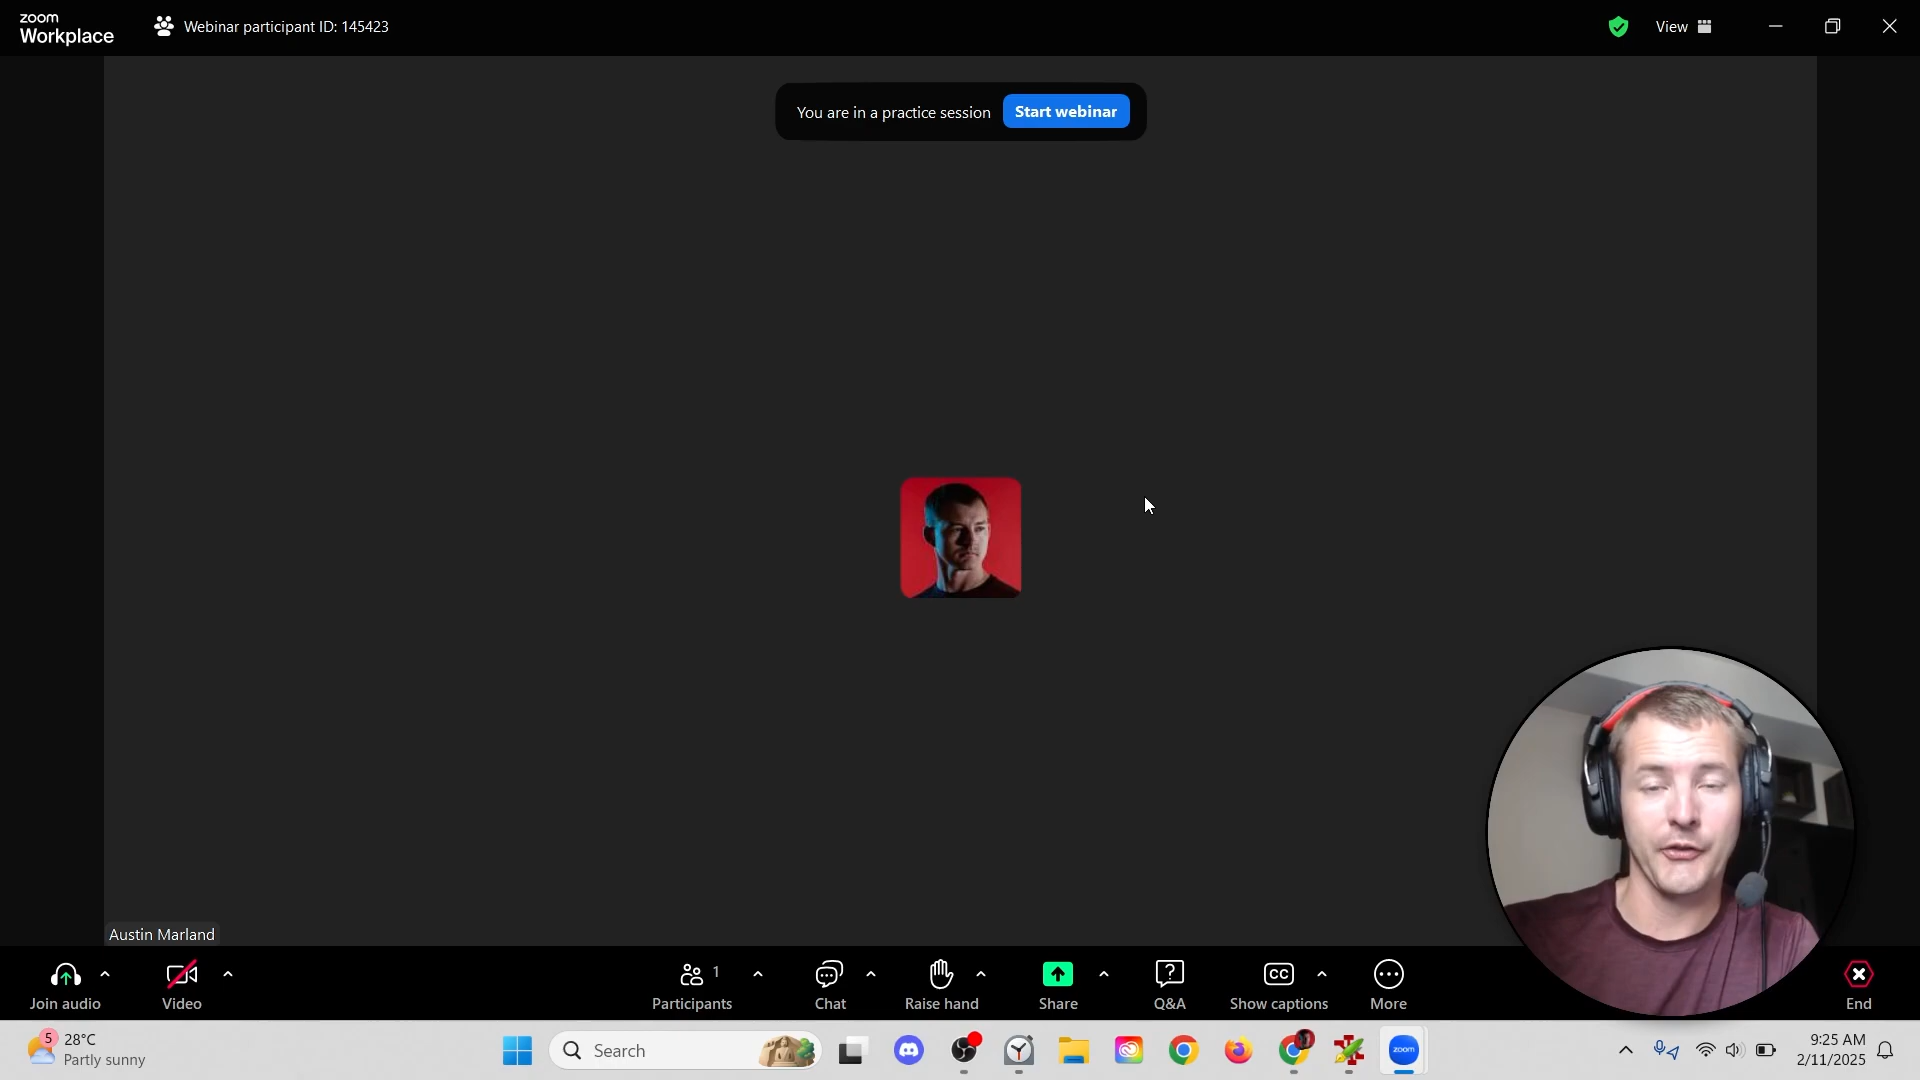 zoom
Workplace
Webinar participant ID: 145423
View
You are in a practice session
Start webinar
Austin Marland
Join audio
Video
1
Participants
Chat
Raise hand
Share
Q&A
CC
Show captions
More
End
5
28°C
Partly sunny
Search
zoom
9:25 AM
2/11/2025